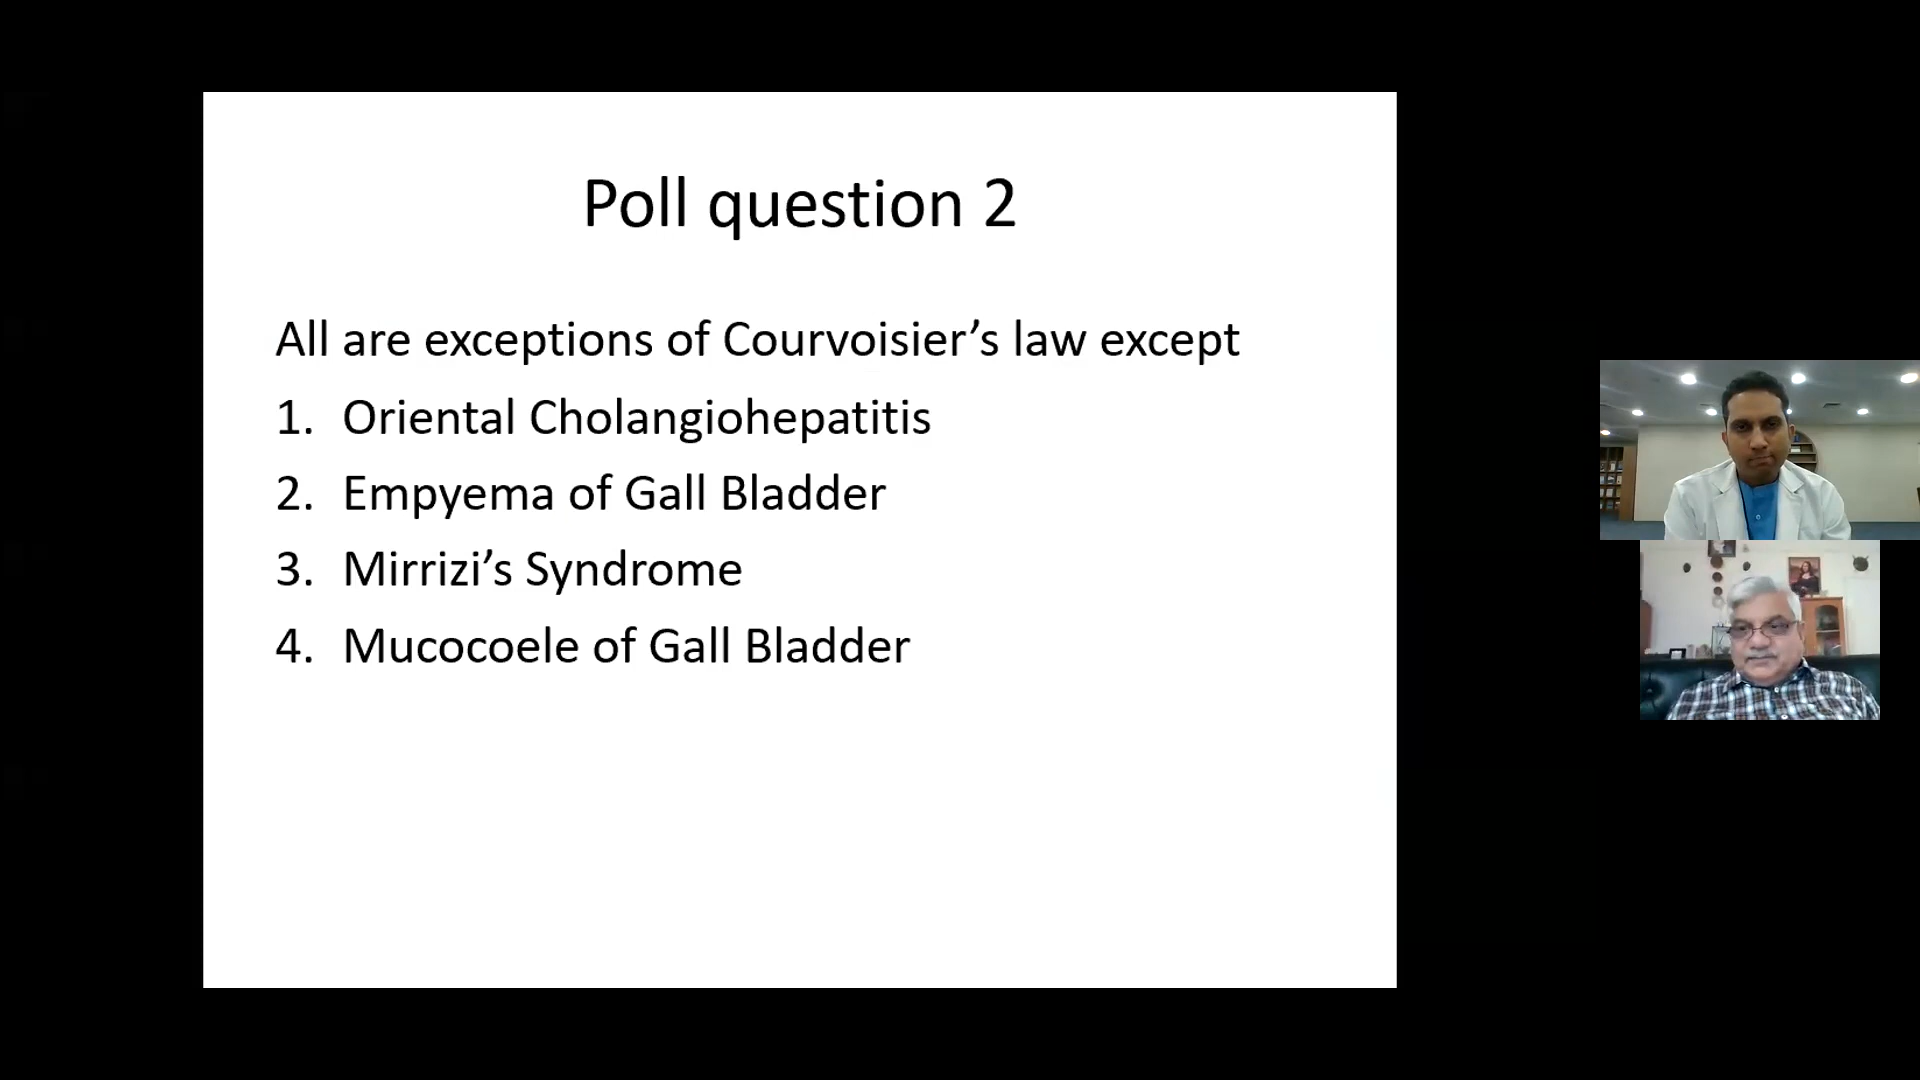 Poll question 2
All are exceptions of Courvoisier’s law except
1. Oriental Cholangiohepatitis
2. Empyema of Gall Bladder
3. Mirrizi’s Syndrome
4. Mucocoele of Gall Bladder